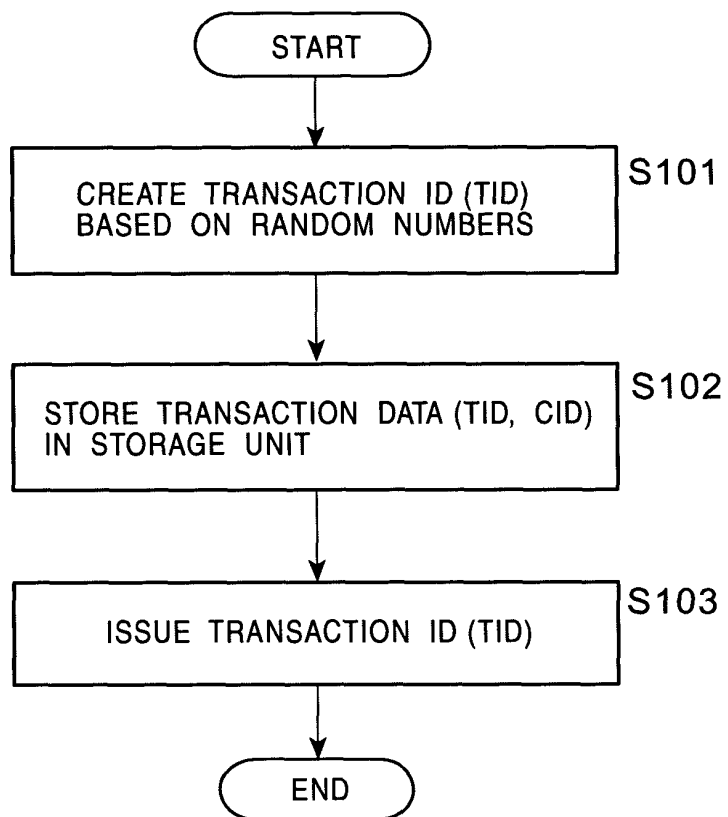 START
S101
CREATE TRANSACTION ID (TID)
BASED ON RANDOM NUMBERS
S102
STORE TRANSACTION DATA (TID, CID)
IN STORAGE UNIT
S103
ISSUE TRANSACTION ID (TID)
END